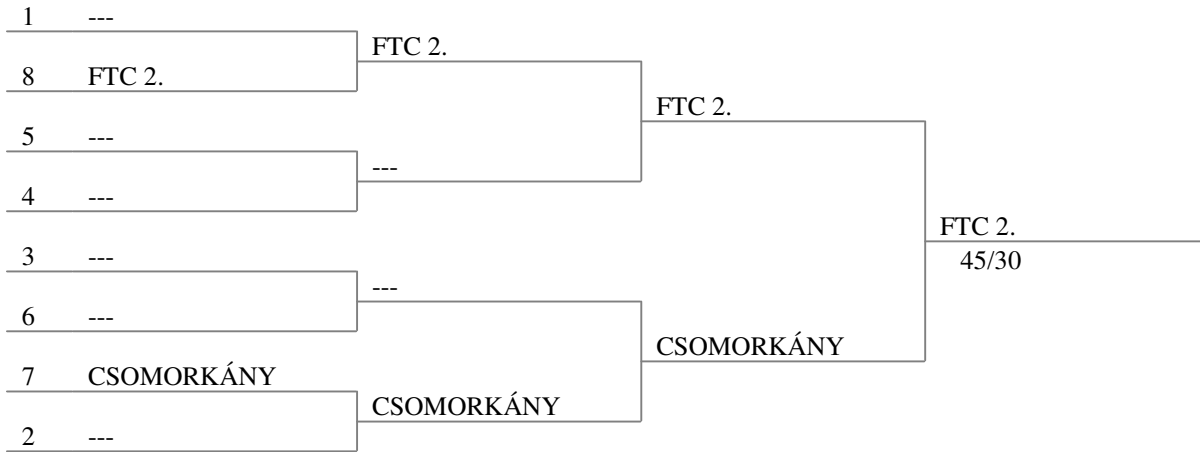 1 ---
FTC 2.
8 FTC 2.
FTC 2.
5 ---
---
4 ---
FTC 2.
45/30
3 ---
---
6 ---
CSOMORKÁNY
7 CSOMORKÁNY
CSOMORKÁNY
2 ---